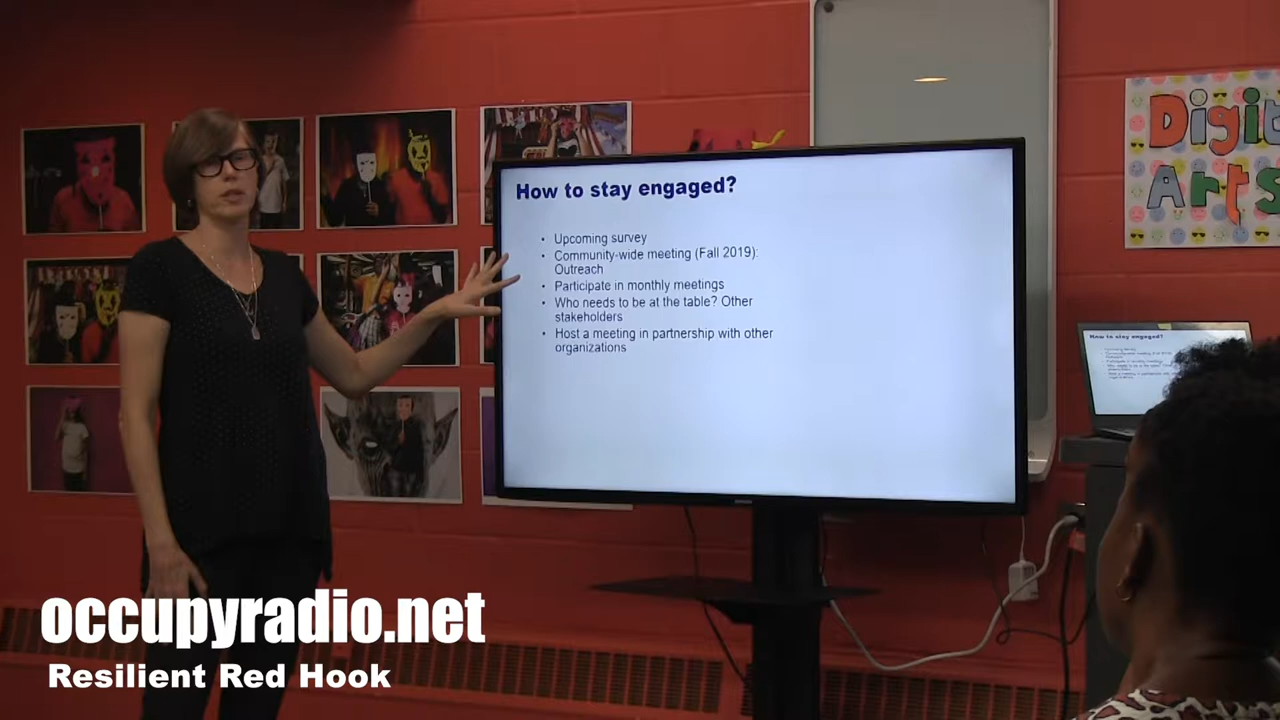 How to stay engaged?
• Upcoming survey
• Community-wide meeting (Fall 2019):
Outreach
• Participate in monthly meetings
• Who needs to be at the table? Other
stakeholders
• Host a meeting in partnership with other
organizations
Digit
Arts
How to stay engaged?
occupyradio.net
Resilient Red Hook